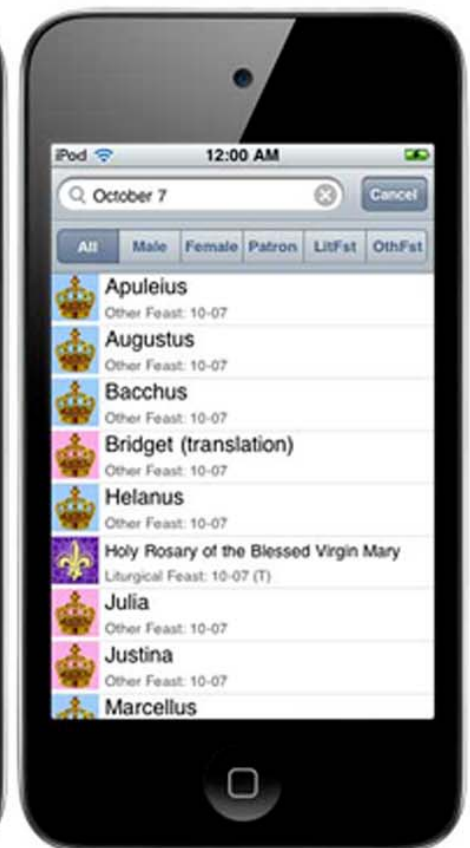 iPod 12:00 AM
October 7 Cancel
All Male Female Patron LitFst OthFst
Apuleius
Other Feast: 10-07
Augustus
Other Feast: 10-07
Bacchus
Other Feast: 10-07
Bridget (translation)
Other Feast: 10-07
Helanus
Other Feast: 10-07
Holy Rosary of the Blessed Virgin Mary
Liturgical Feast: 10-07 (T)
Julia
Other Feast: 10-07
Justina
Other Feast: 10-07
Marcellus